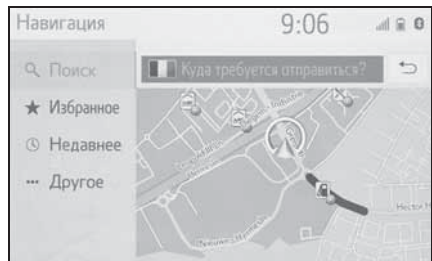 Навигация
9:06
Поиск
Куда требуется отправиться?
Избранное
Недавнее
Другое